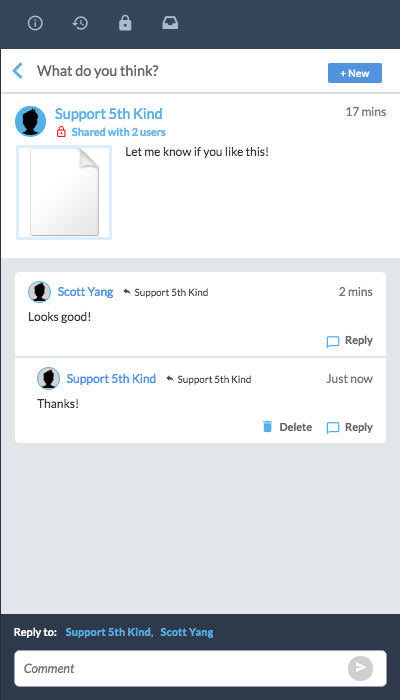 What do you think?
+ New
Support 5th Kind
17 mins
Shared with 2 users
Let me know if you like this!
Scott Yang Support 5th Kind 2 mins
Looks good!
Reply
Support 5th Kind Support 5th Kind Just now
Thanks!
Delete Reply
Reply to: Support 5th Kind, Scott Yang
Comment